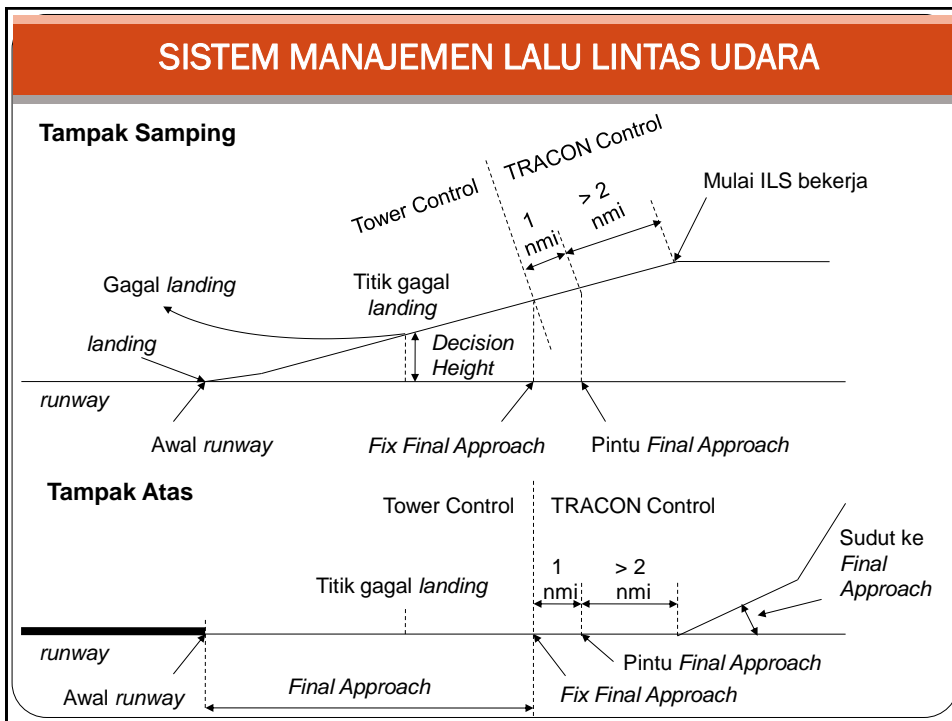 SISTEM MANAJEMEN LALU LINTAS UDARA
Tampak Samping
Tower Control
TRACON Control
1
nmi
> 2
nmi
Mulai ILS bekerja
Gagal landing
Titik gagal
landing
landing
Decision
Height
runway
Awal runway
Fix Final Approach
Pintu Final Approach
Tampak Atas
Tower Control
TRACON Control
Sudut ke
Final
Approach
1
nmi
> 2
nmi
Titik gagal landing
runway
Awal runway
Final Approach
Pintu Final Approach
Fix Final Approach